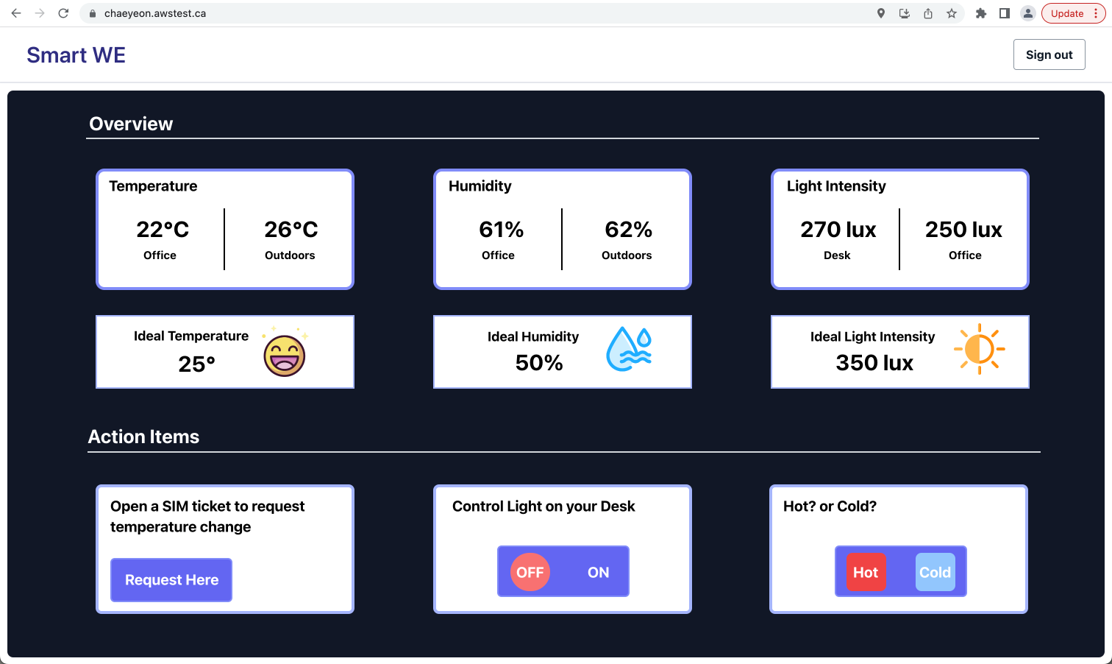 chaeyeon.awstest.ca
Update
Smart WE
Sign out
Overview
Temperature
22°C
Office
26°C
Outdoors
Humidity
61%
Office
62%
Outdoors
Light Intensity
270 lux
Desk
250 lux
Office
Ideal Temperature
25°
Ideal Humidity
50%
Ideal Light Intensity
350 lux
Action Items
Open a SIM ticket to request
temperature change
Request Here
Control Light on your Desk
OFF
ON
Hot? or Cold?
Hot
Cold